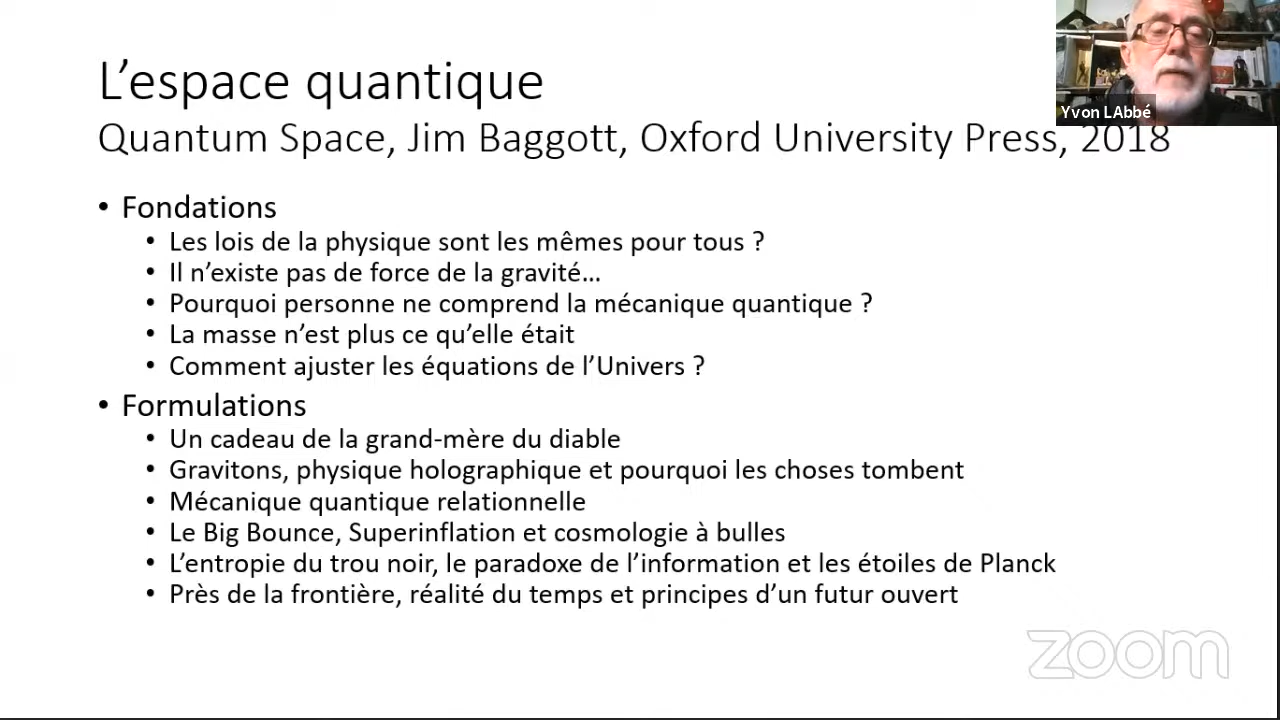 L'espace quantique
Quantum Space, Jim Baggott, Oxford University Press, 2018
• Fondations
• Les lois de la physique sont les mêmes pour tous ?
• Il n'existe pas de force de la gravité…
• Pourquoi personne ne comprend la mécanique quantique ?
• La masse n'est plus ce qu'elle était
• Comment ajuster les équations de l'Univers ?
• Formulations
• Un cadeau de la grand-mère du diable
• Gravitons, physique holographique et pourquoi les choses tombent
• Mécanique quantique relationnelle
• Le Big Bounce, Superinflation et cosmologie à bulles
• L'entropie du trou noir, le paradoxe de l'information et les étoiles de Planck
• Près de la frontière, réalité du temps et principes d'un futur ouvert
Yvon LAbbé
zoom